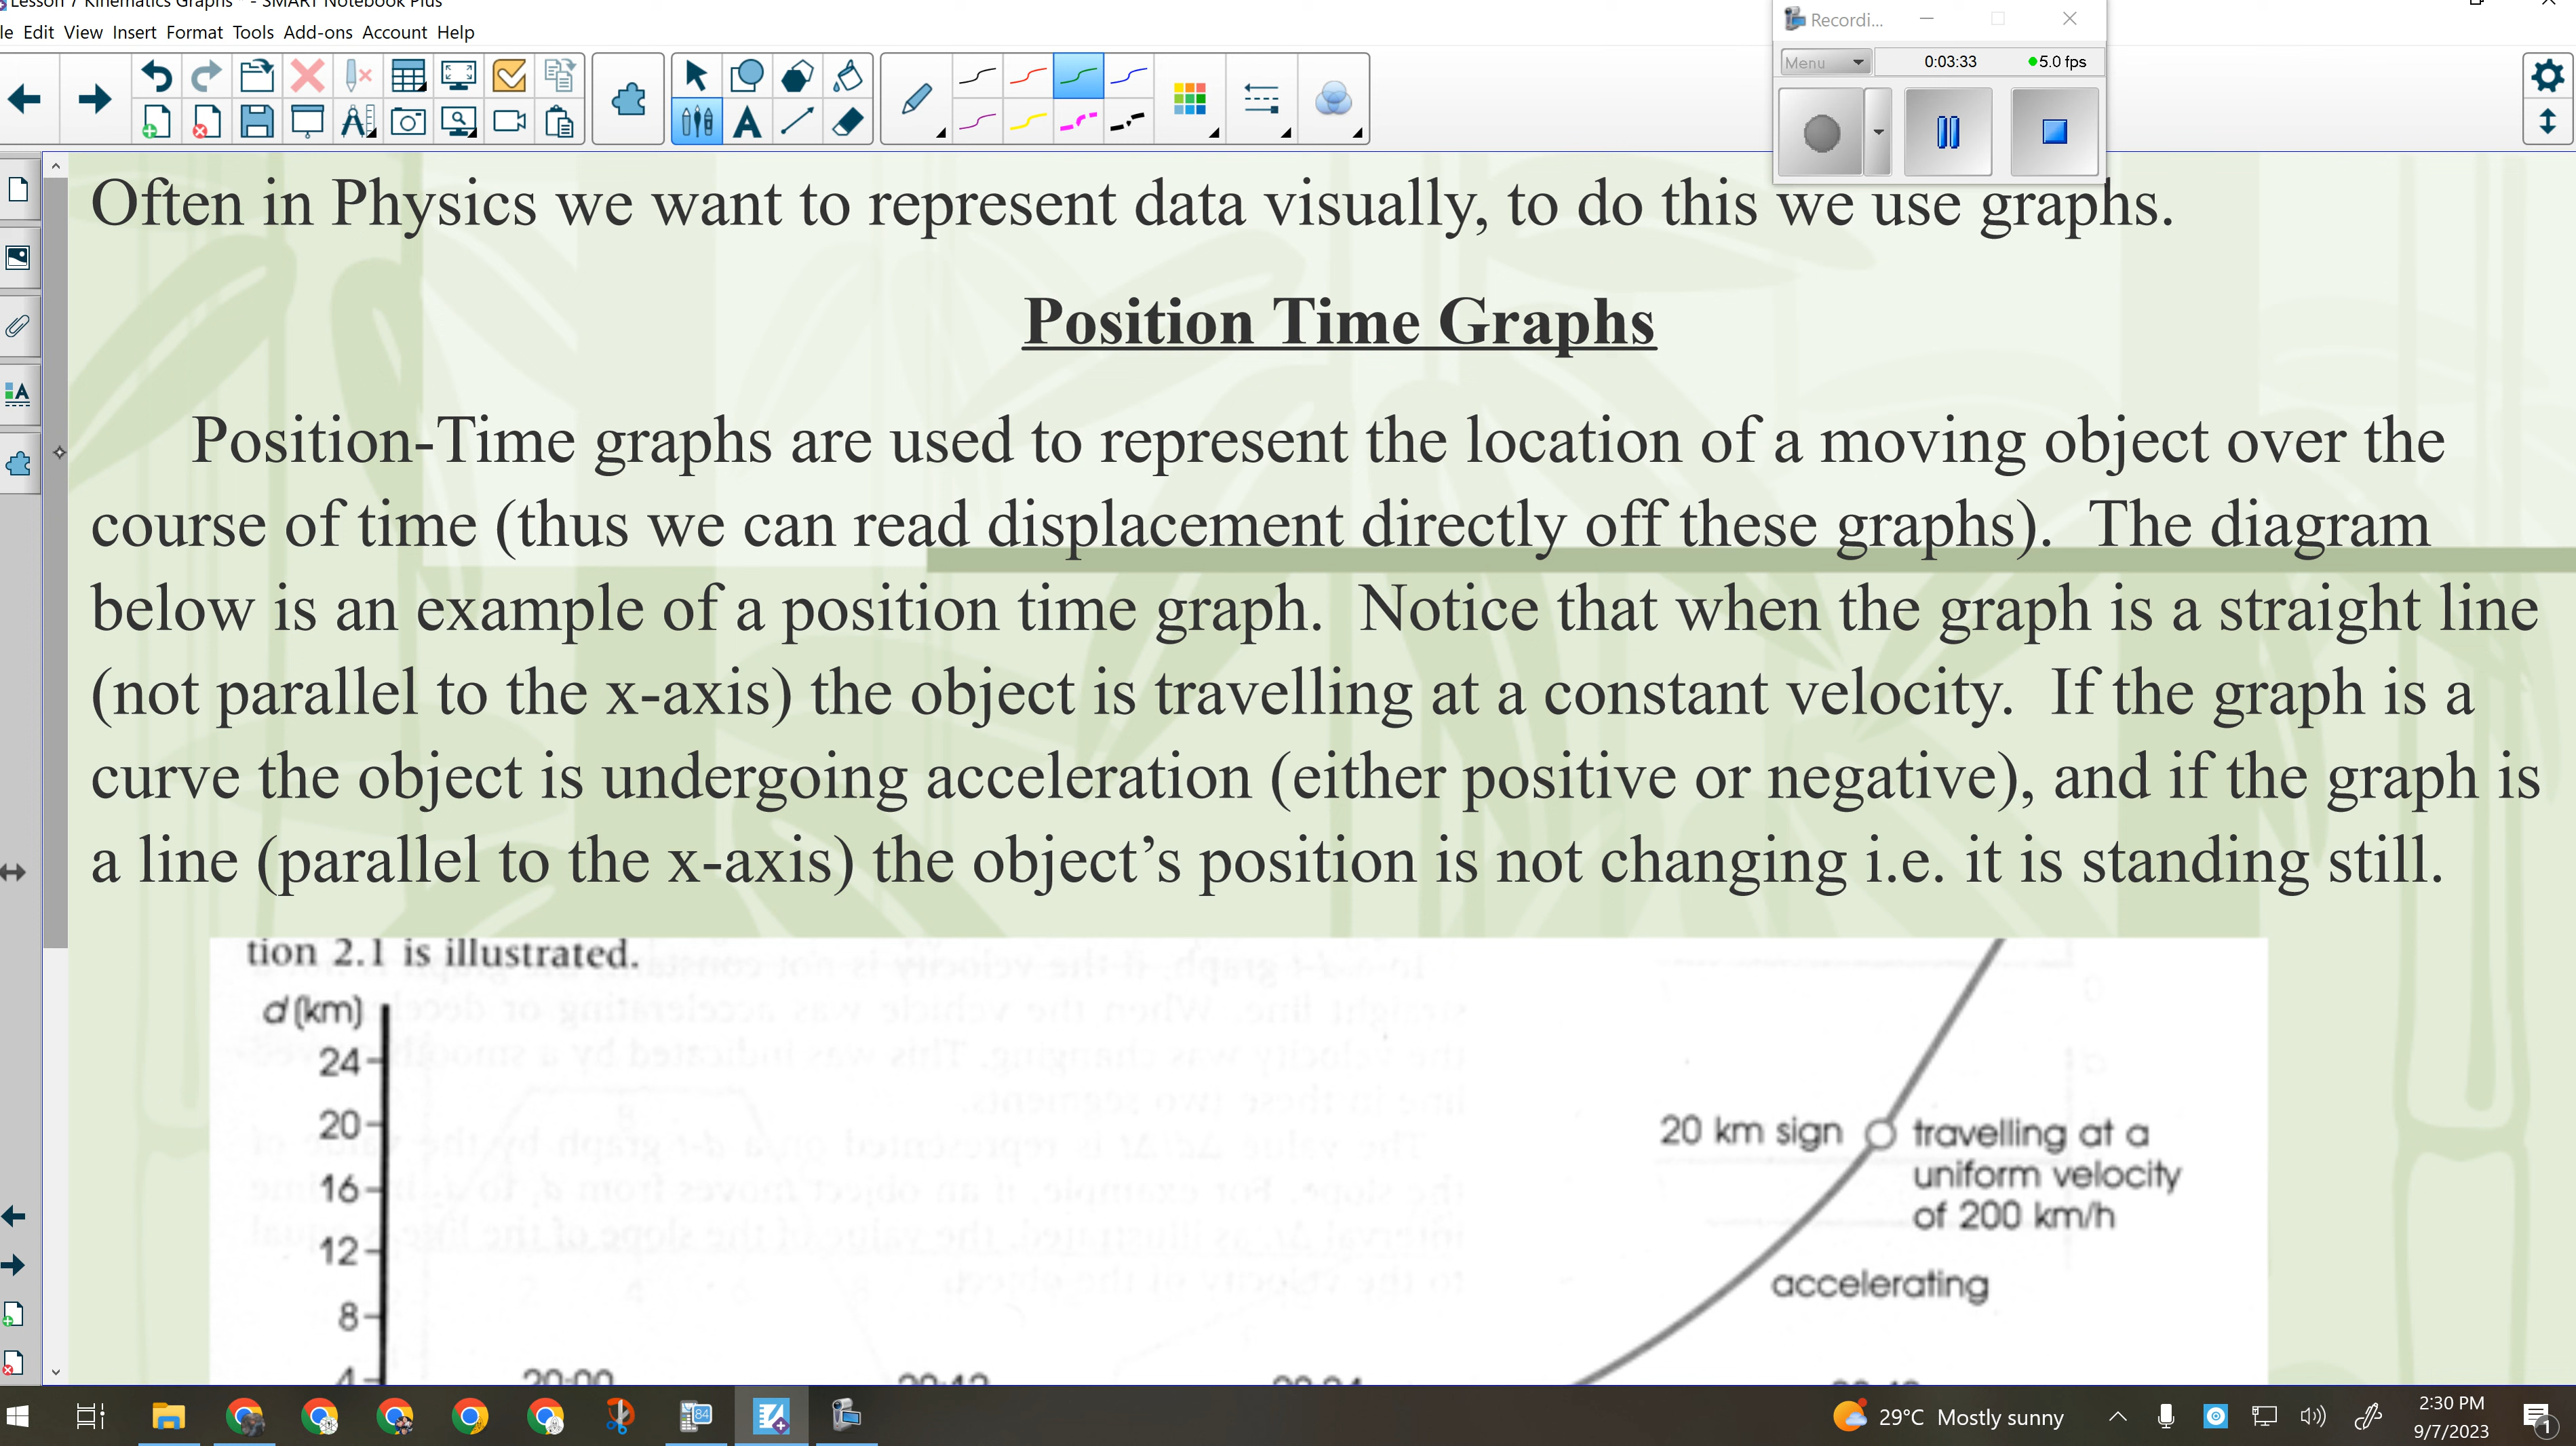 Lesson 7 Kinematics Graphs * - SMART Notebook Plus
le Edit View Insert Format Tools Add-ons Account Help
Recordi...
Menu
0:03:33
5.0 fps
Often in Physics we want to represent data visually, to do this we use graphs.
Position Time Graphs
Position-Time graphs are used to represent the location of a moving object over the
course of time (thus we can read displacement directly off these graphs). The diagram
below is an example of a position time graph. Notice that when the graph is a straight line
(not parallel to the x-axis) the object is travelling at a constant velocity. If the graph is a
curve the object is undergoing acceleration (either positive or negative), and if the graph is
a line (parallel to the x-axis) the object’s position is not changing i.e. it is standing still.
tion 2.1 is illustrated.
d (km)
24
20
16
12
8
4
20 km sign
travelling at a
uniform velocity
of 200 km/h
accelerating
84
29°C Mostly sunny
2:30 PM
9/7/2023
1